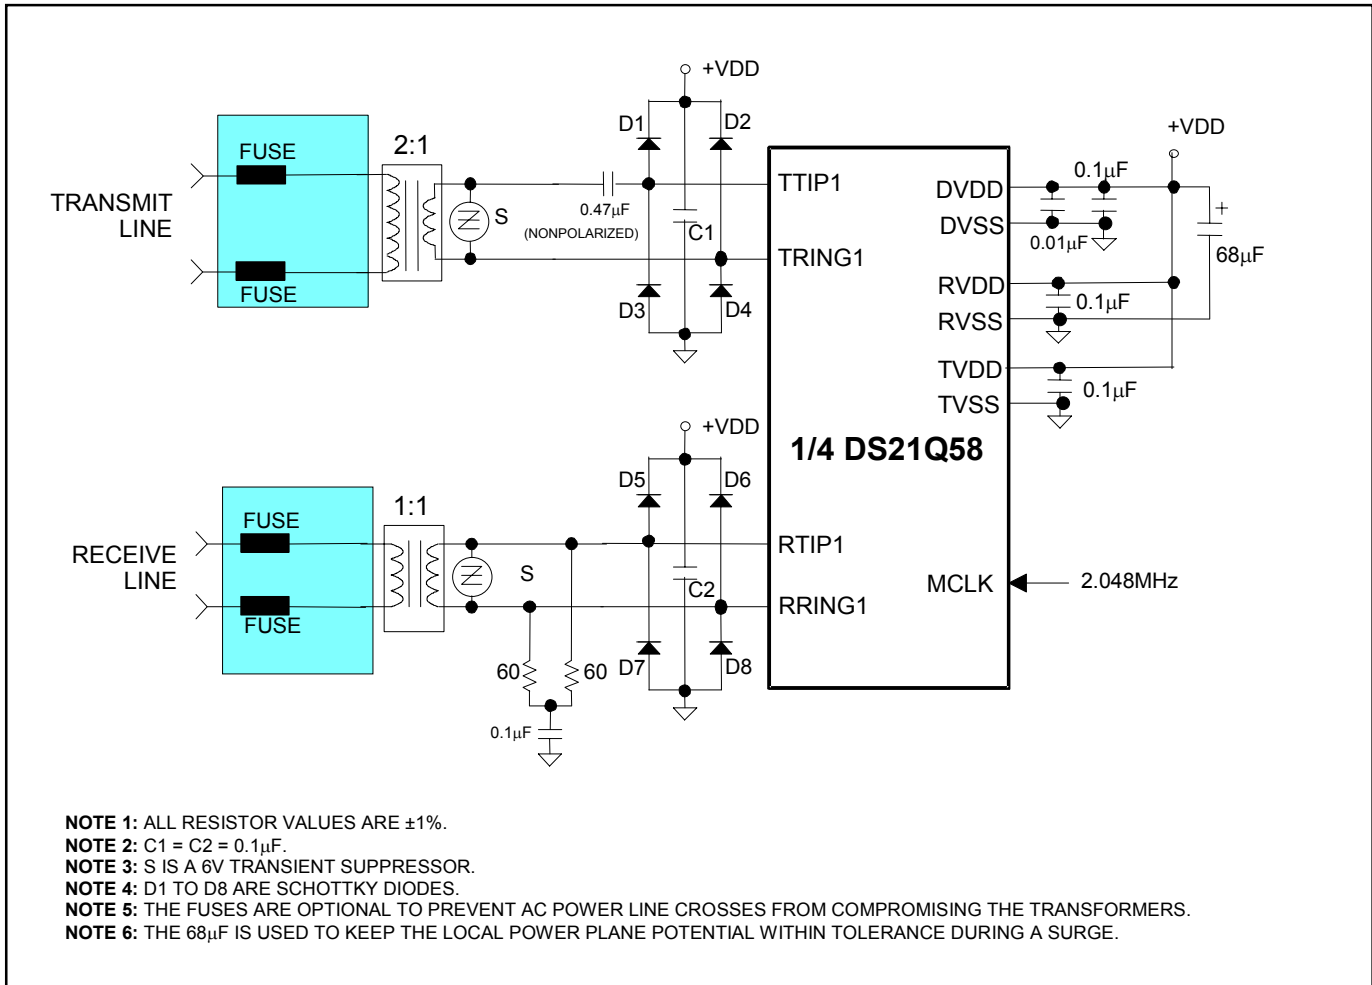 +VDD
D1
D2
+VDD
FUSE
2:1
TTIP1
DVDD
0.1µF
TRANSMIT
LINE
S
0.47µF
(NONPOLARIZED)
C1
DVSS
0.01µF
+
68µF
TRING1
FUSE
D3
D4
RVDD
0.1µF
RVSS
TVDD
0.1µF
TVSS
+VDD
1/4 DS21Q58
D5
D6
FUSE
1:1
RTIP1
RECEIVE
LINE
S
C2
MCLK
2.048MHz
RRING1
FUSE
60
60
D7
D8
0.1µF
NOTE 1: ALL RESISTOR VALUES ARE ±1%.
NOTE 2: C1 = C2 = 0.1µF.
NOTE 3: S IS A 6V TRANSIENT SUPPRESSOR.
NOTE 4: D1 TO D8 ARE SCHOTTKY DIODES.
NOTE 5: THE FUSES ARE OPTIONAL TO PREVENT AC POWER LINE CROSSES FROM COMPROMISING THE TRANSFORMERS.
NOTE 6: THE 68µF IS USED TO KEEP THE LOCAL POWER PLANE POTENTIAL WITHIN TOLERANCE DURING A SURGE.